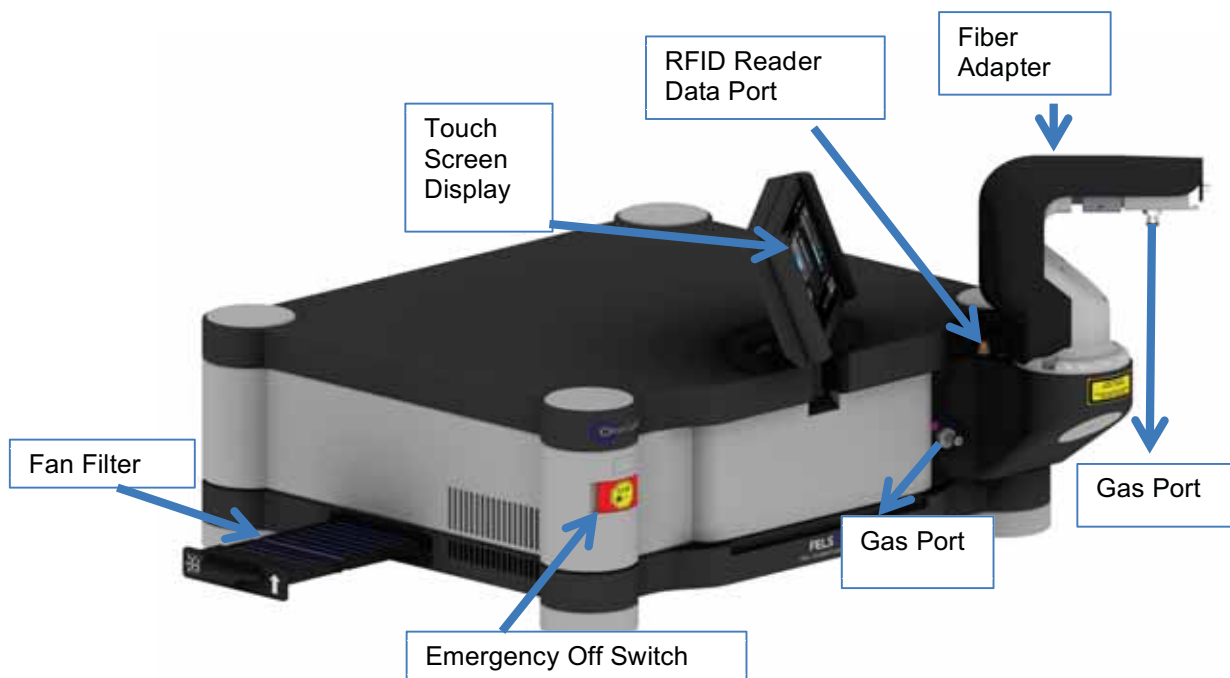 Fiber
Adapter
RFID Reader
Data Port
Touch
Screen
Display
Fan Filter
Gas Port
Gas Port
FELS
Emergency Off Switch